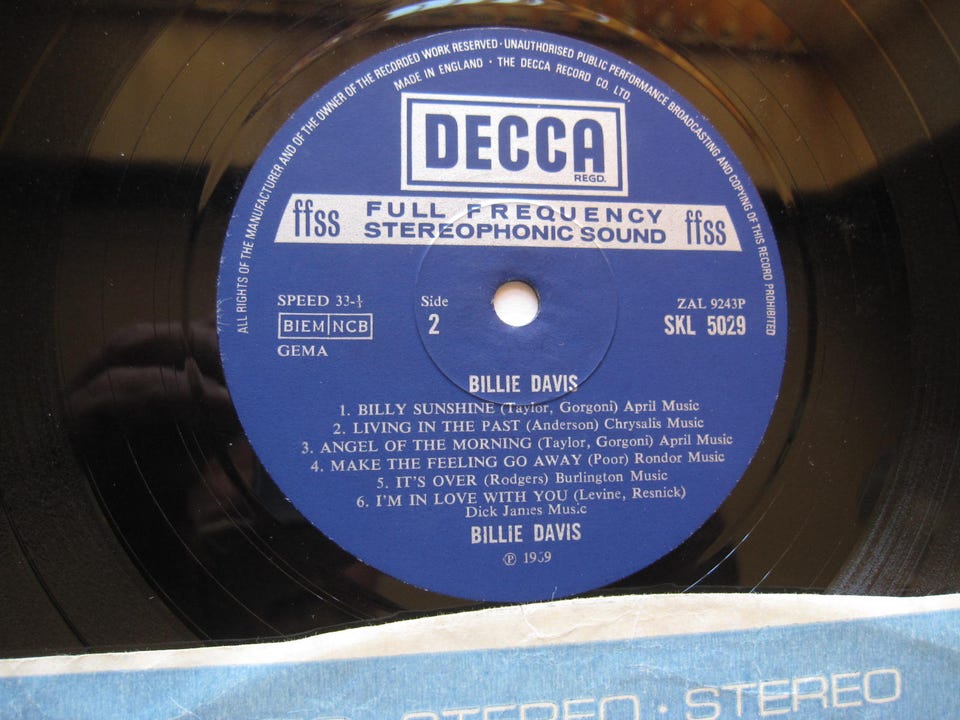 ALL RIGHTS OF THE MANUFACTURER AND OF THE OWNER OF THE RECORDED WORK RESERVED · UNAUTHORISED PUBLIC PERFORMANCE BROADCASTING AND COPYING OF THIS RECORD PROHIBITED
MADE IN ENGLAND · THE DECCA RECORD CO. LTD.
DECCA
REGD.
ffss FULL FREQUENCY STEREOPHONIC SOUND ffss
SPEED 33-⅓
BIEM NCB
GEMA
Side
2
ZAL 9243P
SKL 5029
BILLIE DAVIS
1. BILLY SUNSHINE (Taylor, Gorgoni) April Music
2. LIVING IN THE PAST (Anderson) Chrysalis Music
3. ANGEL OF THE MORNING (Taylor, Gorgoni) April Music
4. MAKE THE FEELING GO AWAY (Poor) Rondor Music
5. IT'S OVER (Rodgers) Burlington Music
6. I'M IN LOVE WITH YOU (Levine, Resnick)
Dick James Music
BILLIE DAVIS
℗ 1969
STEREO · STEREO